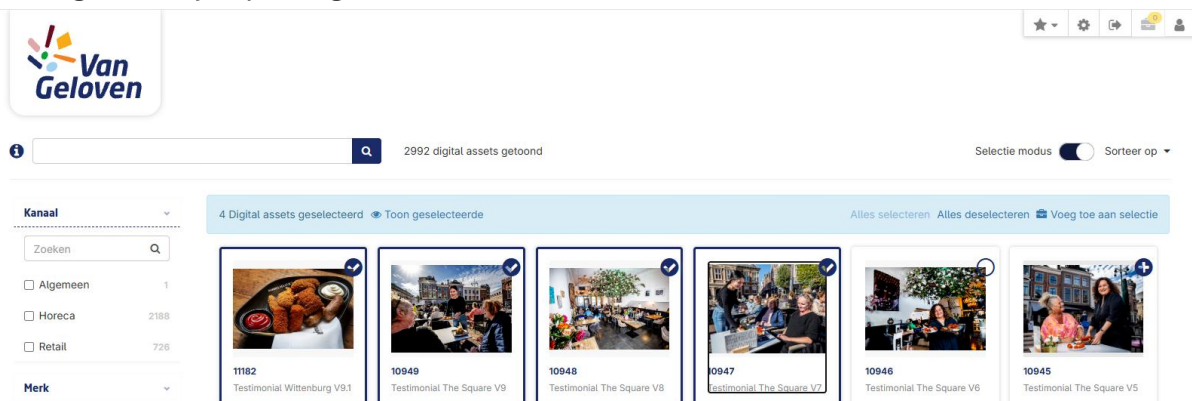 Van
Geloven
0
2992 digital assets getoond
Selectie modus
Sorteer op
Kanaal
4 Digital assets geselecteerd
Toon geselecteerde
Alles selecteren
Alles deselecteren
Voeg toe aan selectie
Zoeken
Algemeen 1
Horeca 2188
Retail 726
Merk
11182
Testimonial Wittenburg V9.1
10949
Testimonial The Square V9
10948
Testimonial The Square V8
10947
Testimonial The Square V7
10946
Testimonial The Square V6
10945
Testimonial The Square V5